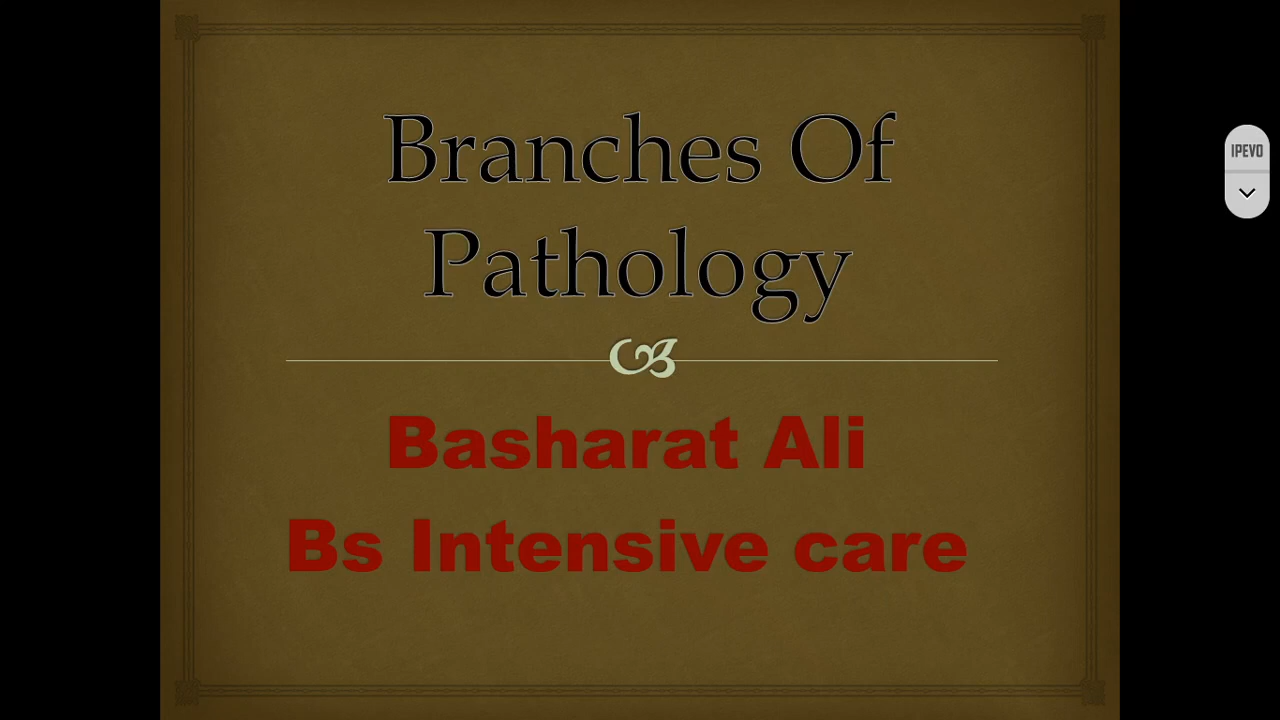 Branches Of
Pathology
Basharat Ali
Bs Intensive care
IPEVO